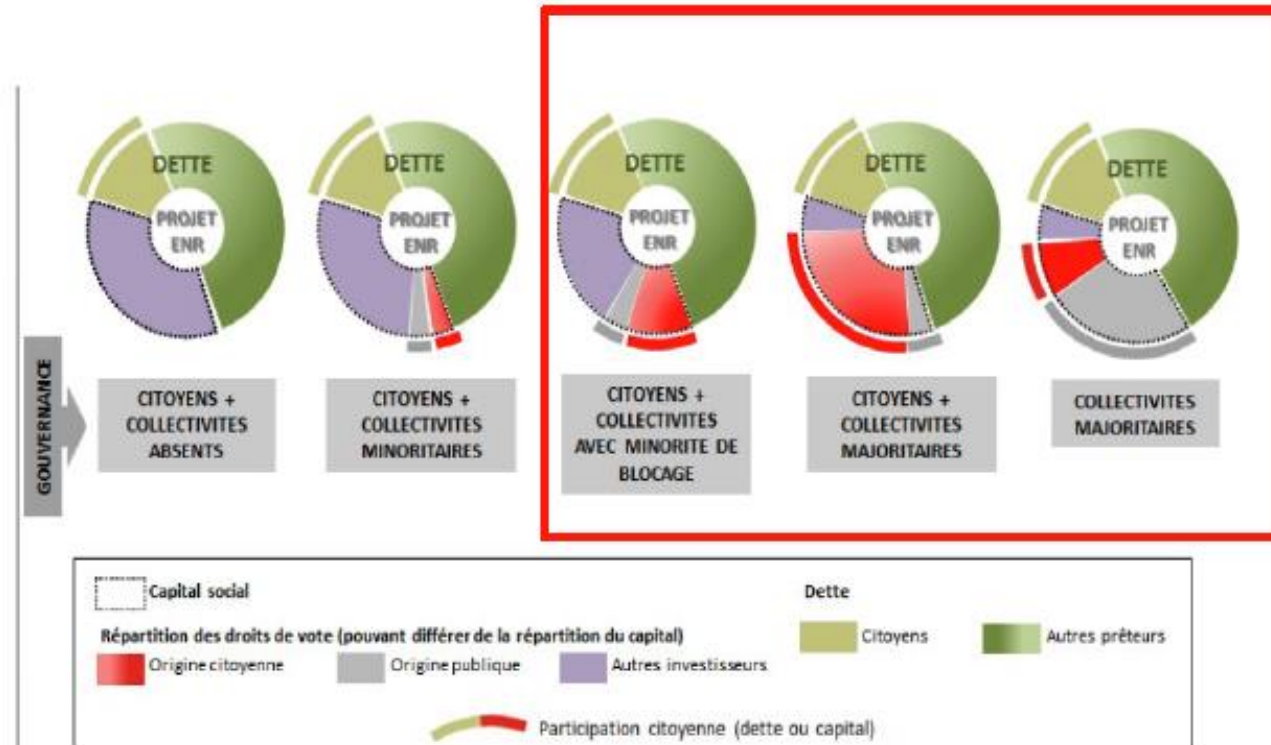 DETTE
PROJET
ENR
DETTE
PROJET
ENR
DETTE
PROJET
ENR
DETTE
PROJET
ENR
DETTE
PROJET
ENR
GOUVERNANCE
CITOYENS +
COLLECTIVITES
ABSENTS
CITOYENS +
COLLECTIVITES
MINORITAIRES
CITOYENS +
COLLECTIVITES
AVEC MINORITE DE
BLOCAGE
CITOYENS +
COLLECTIVITES
MAJORITAIRES
COLLECTIVITES
MAJORITAIRES
Capital social
Dette
Répartition des droits de vote (pouvant différer de la répartition du capital)
Citoyens
Autres prêteurs
Origine citoyenne
Origine publique
Autres investisseurs
Participation citoyenne (dette ou capital)